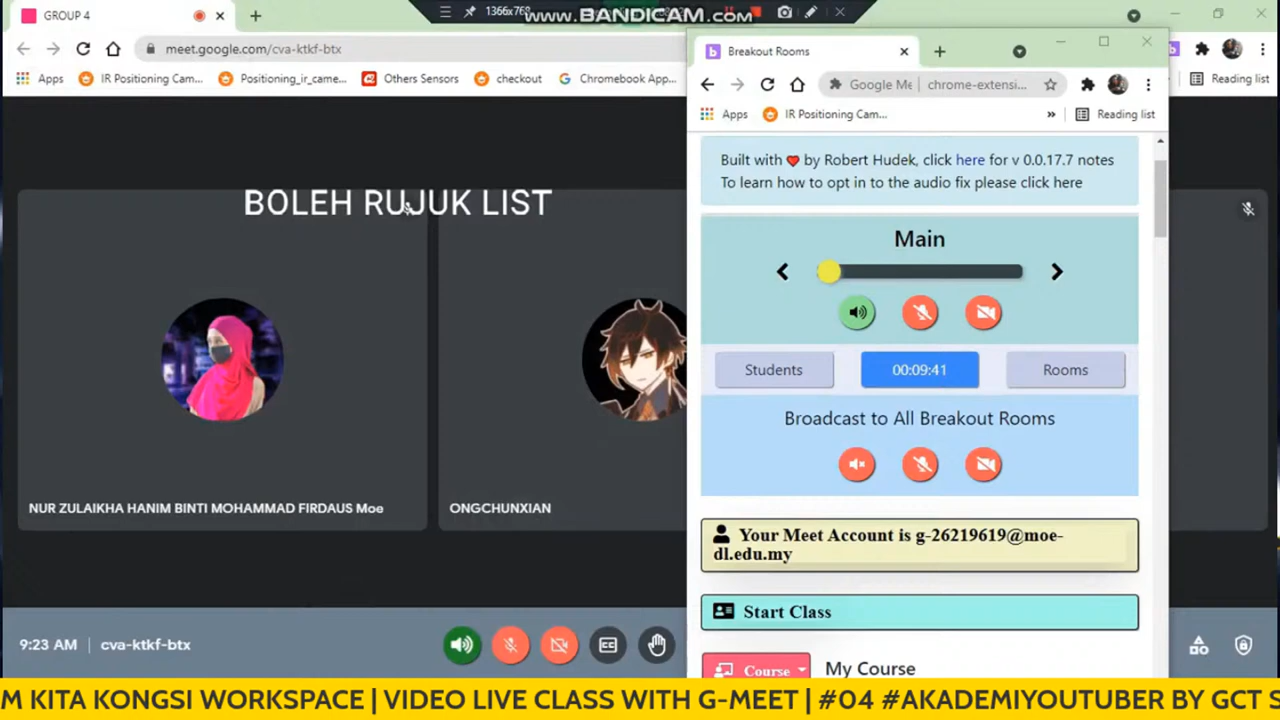 GROUP 4
1366x768
www.BANDICAM.com
meet.google.com/cva-ktkf-btx
Apps
IR Positioning Cam...
Positioning_ir_came...
Others Sensors
checkout
Chromebook App...
Reading list
Breakout Rooms
Google Me
chrome-extensi...
Apps
IR Positioning Cam...
»
Reading list
Built with ❤ by Robert Hudek, click here for v 0.0.17.7 notes
To learn how to opt in to the audio fix please click here
BOLEH RUJUK LIST
Main
Students
00:09:41
Rooms
Broadcast to All Breakout Rooms
NUR ZULAIKHA HANIM BINTI MOHAMMAD FIRDAUS Moe
ONGCHUNXIAN
Your Meet Account is g-26219619@moe-
dl.edu.my
Start Class
Course
My Course
9:23 AM
cva-ktkf-btx
M KITA KONGSI WORKSPACE | VIDEO LIVE CLASS WITH G-MEET | #04 #AKADEMIYOUTUBER BY GCT S